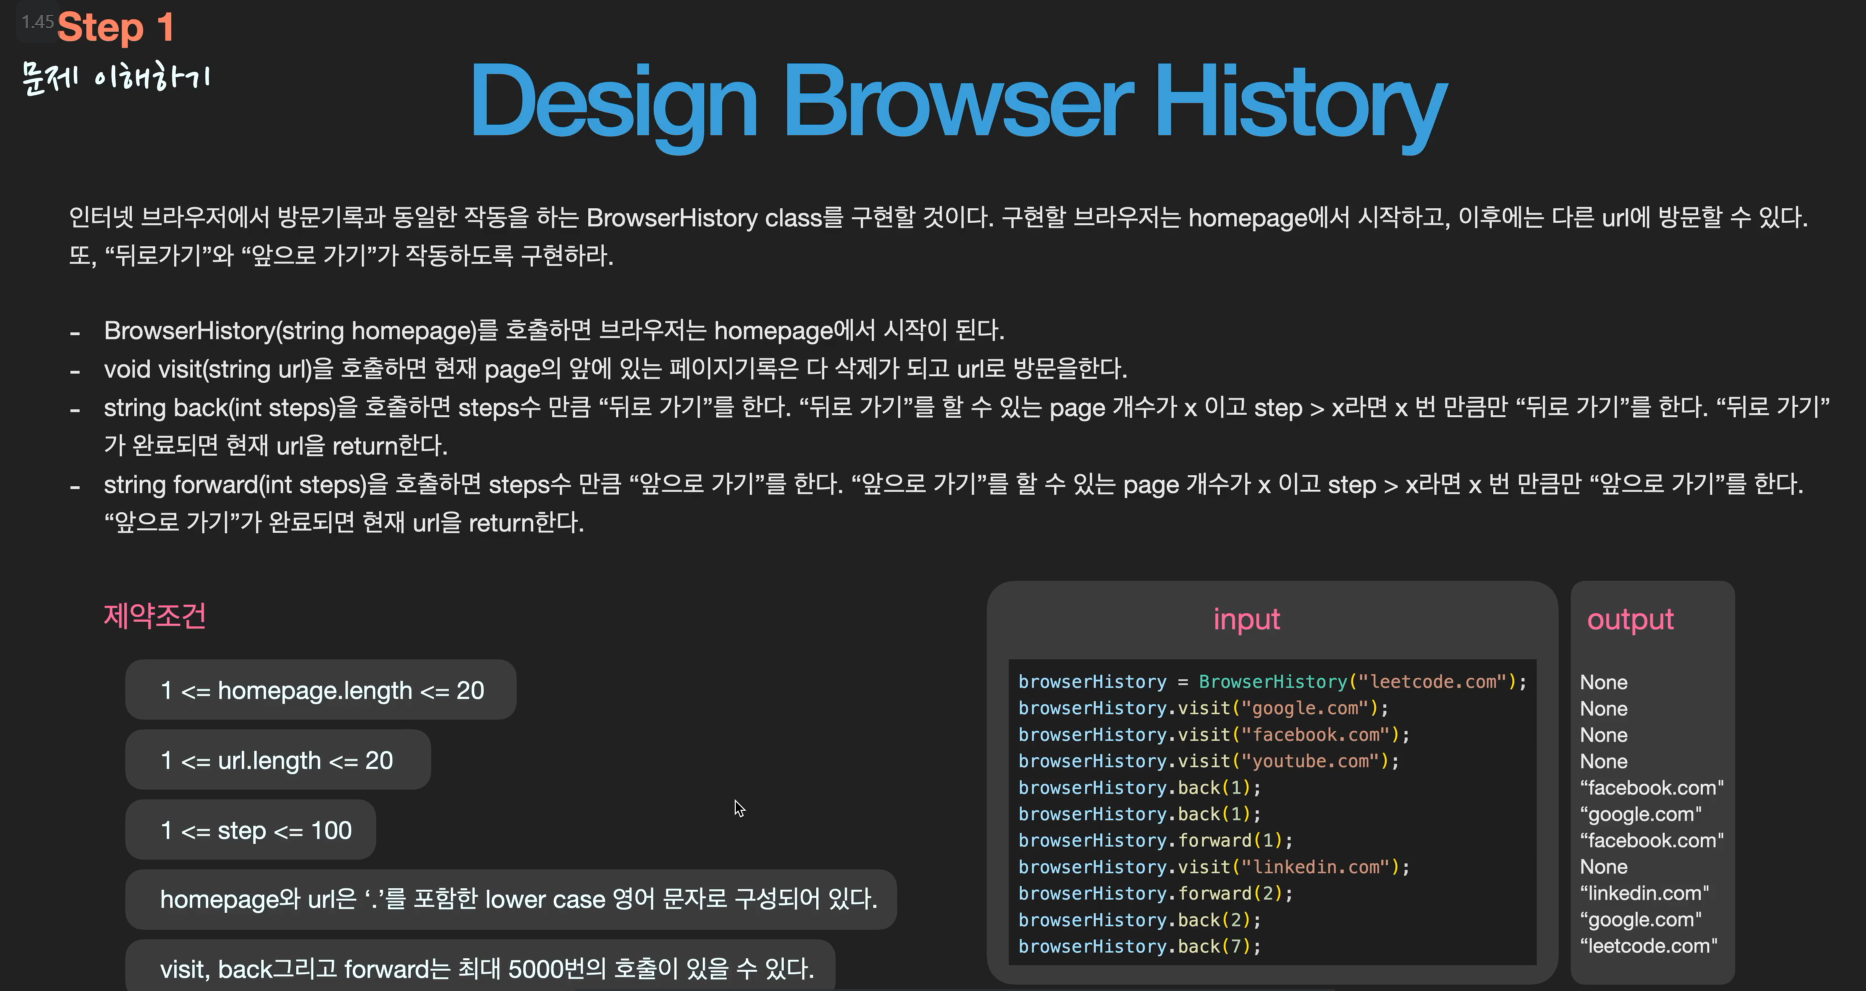 1.45
Step 1
문제 이해하기
Design Browser History
인터넷 브라우저에서 방문기록과 동일한 작동을 하는 BrowserHistory class를 구현할 것이다. 구현할 브라우저는 homepage에서 시작하고, 이후에는 다른 url에 방문할 수 있다.
또, “뒤로가기”와 “앞으로 가기”가 작동하도록 구현하라.
- BrowserHistory(string homepage)를 호출하면 브라우저는 homepage에서 시작이 된다.
- void visit(string url)을 호출하면 현재 page의 앞에 있는 페이지기록은 다 삭제가 되고 url로 방문을한다.
- string back(int steps)을 호출하면 steps수 만큼 “뒤로 가기”를 한다. “뒤로 가기”를 할 수 있는 page 개수가 x 이고 step > x라면 x 번 만큼만 “뒤로 가기”를 한다. “뒤로 가기”
가 완료되면 현재 url을 return한다.
- string forward(int steps)을 호출하면 steps수 만큼 “앞으로 가기”를 한다. “앞으로 가기”를 할 수 있는 page 개수가 x 이고 step > x라면 x 번 만큼만 “앞으로 가기”를 한다.
“앞으로 가기”가 완료되면 현재 url을 return한다.
제약조건
1 <= homepage.length <= 20
1 <= url.length <= 20
1 <= step <= 100
homepage와 url은 ‘.’를 포함한 lower case 영어 문자로 구성되어 있다.
visit, back그리고 forward는 최대 5000번의 호출이 있을 수 있다.
input
browserHistory = BrowserHistory("leetcode.com");
browserHistory.visit("google.com");
browserHistory.visit("facebook.com");
browserHistory.visit("youtube.com");
browserHistory.back(1);
browserHistory.back(1);
browserHistory.forward(1);
browserHistory.visit("linkedin.com");
browserHistory.forward(2);
browserHistory.back(2);
browserHistory.back(7);
output
None
None
None
None
“facebook.com"
“google.com"
“facebook.com"
None
“linkedin.com"
“google.com"
“leetcode.com"